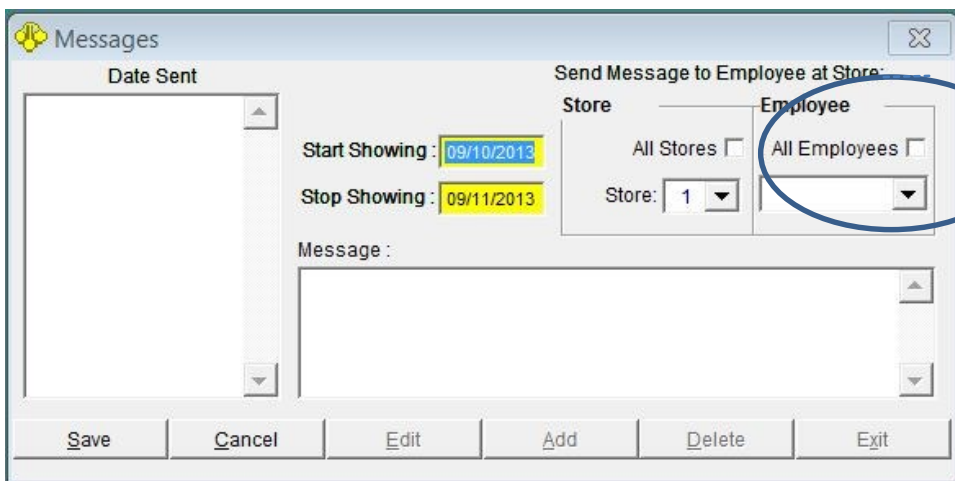 Messages
Date Sent
Send Message to Employee at Store:
Store
Employee
Start Showing : 09/10/2013
All Stores
All Employees
Stop Showing : 09/11/2013
Store: 1
Message :
Save
Cancel
Edit
Add
Delete
Exit